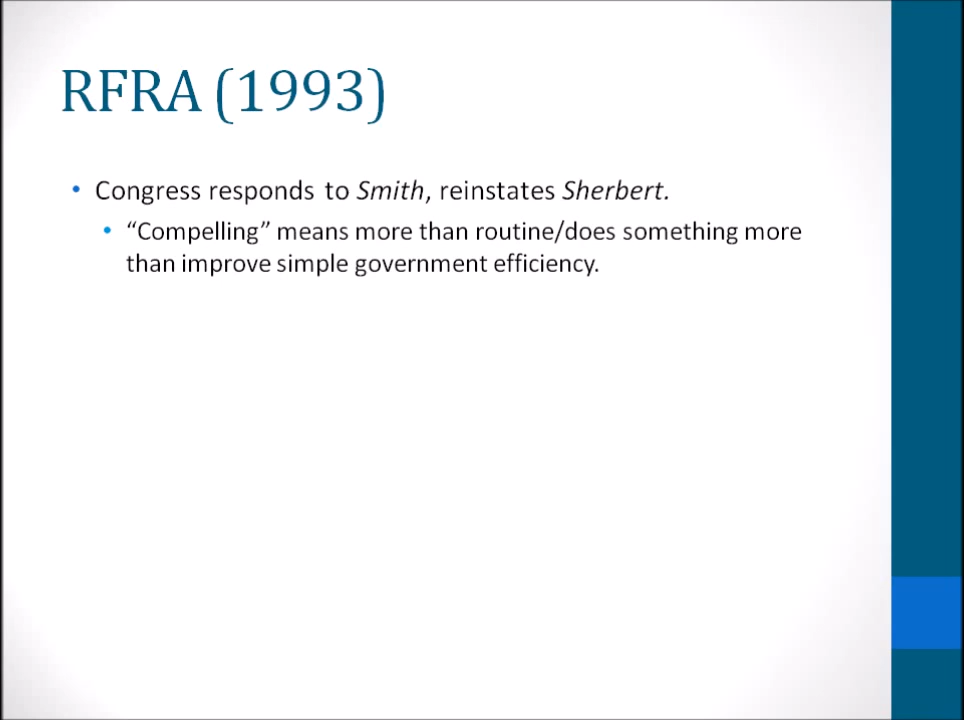 RFRA (1993)
• Congress responds to Smith, reinstates Sherbert.
• “Compelling” means more than routine/does something more
than improve simple government efficiency.